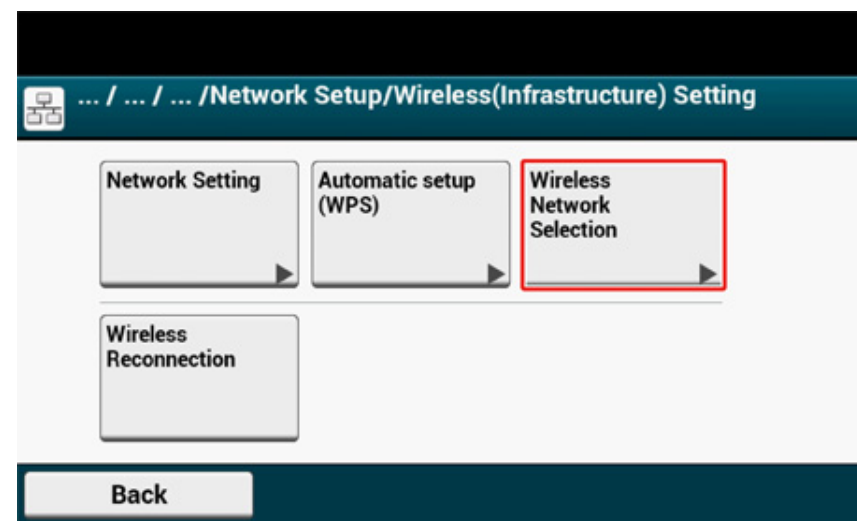 ... / ... / ... /Network Setup/Wireless(Infrastructure) Setting
Network Setting
Automatic setup
(WPS)
Wireless
Network
Selection
Wireless
Reconnection
Back